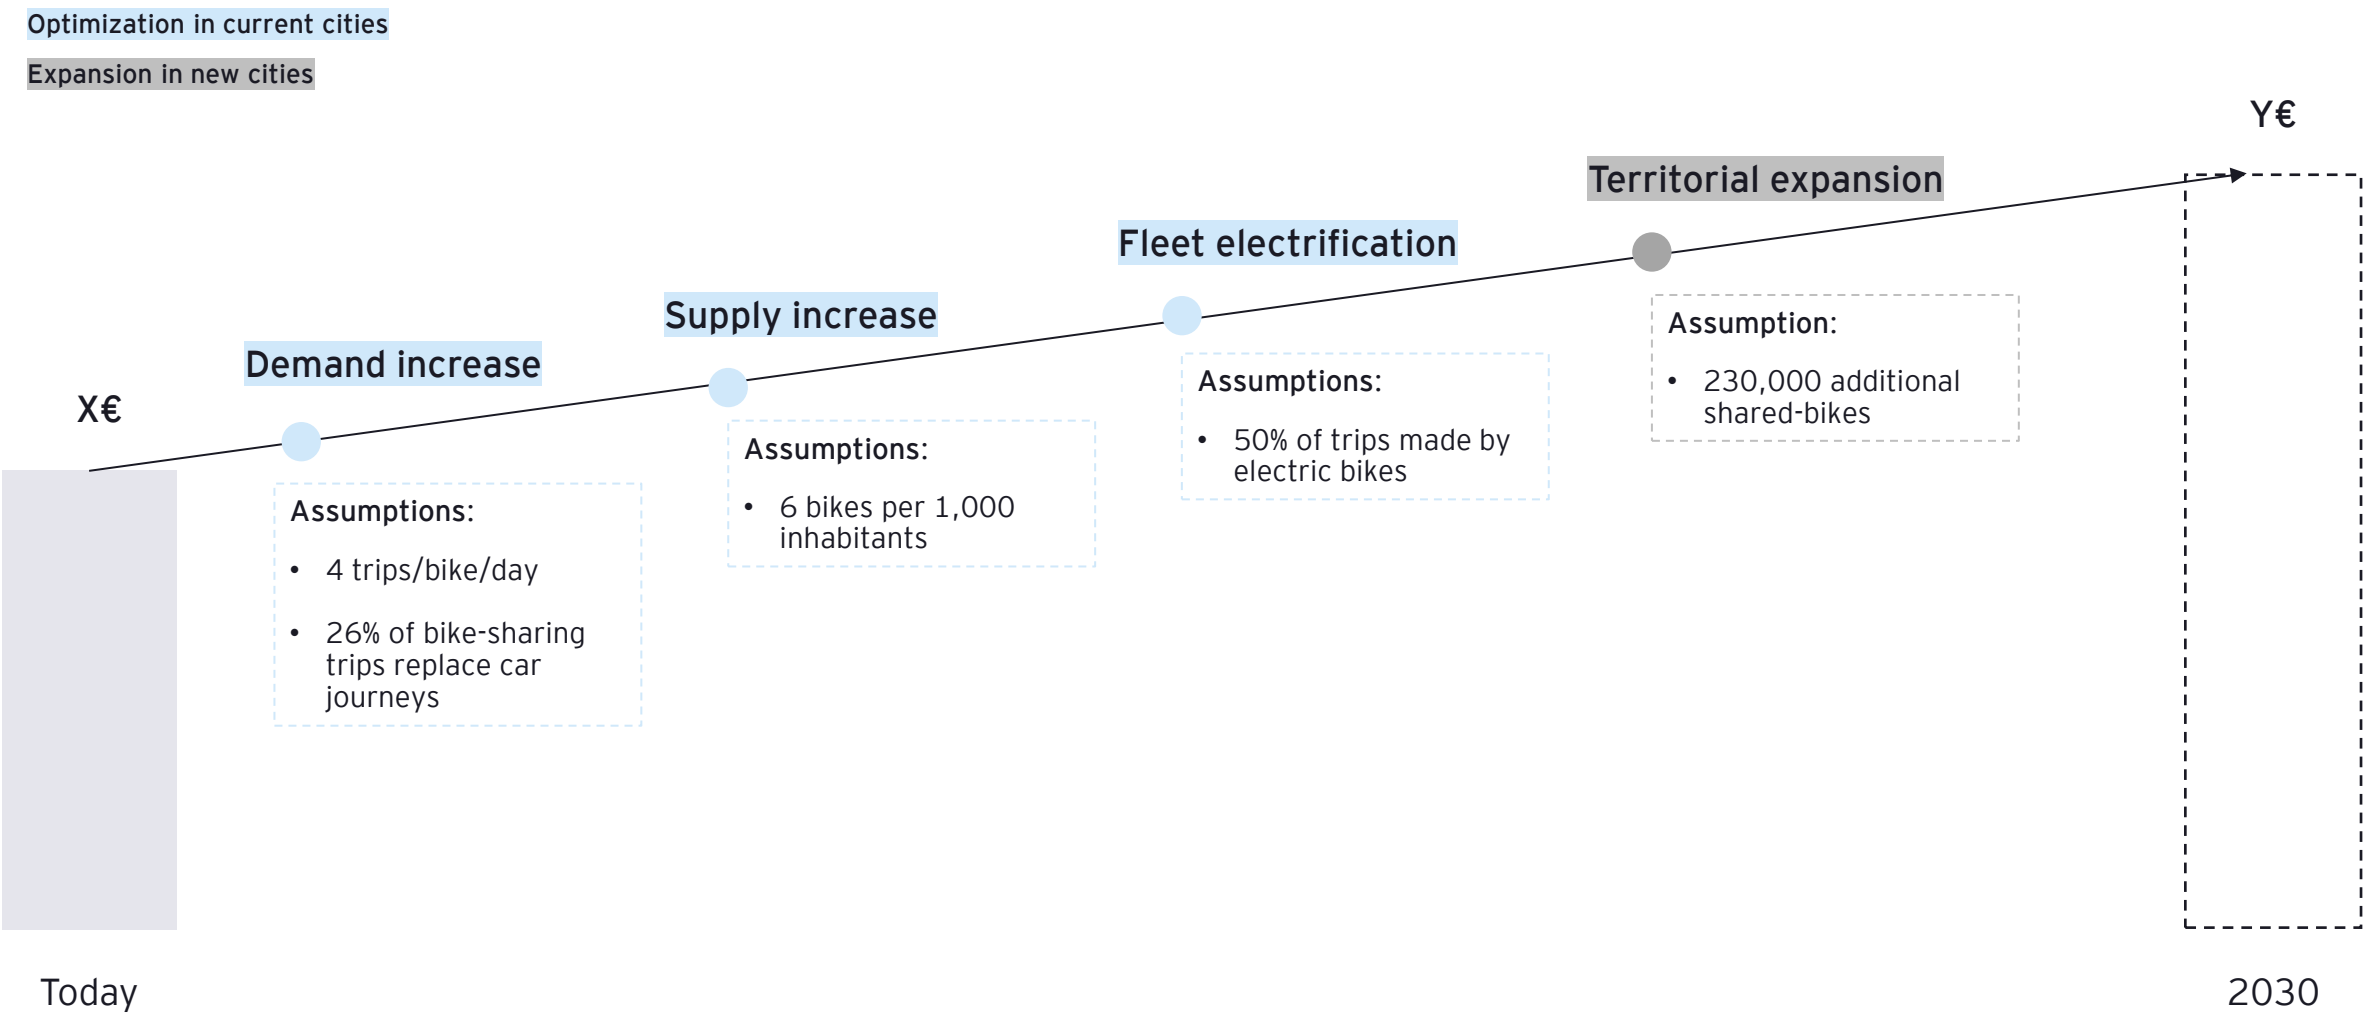 Optimization in current cities
Expansion in new cities
X€
Demand increase
Assumptions:
• 4 trips/bike/day
• 26% of bike-sharing
trips replace car
journeys
Supply increase
Assumptions:
• 6 bikes per 1,000
inhabitants
Fleet electrification
Assumptions:
• 50% of trips made by
electric bikes
Territorial expansion
Assumption:
• 230,000 additional
shared-bikes
Y€
Today
2030